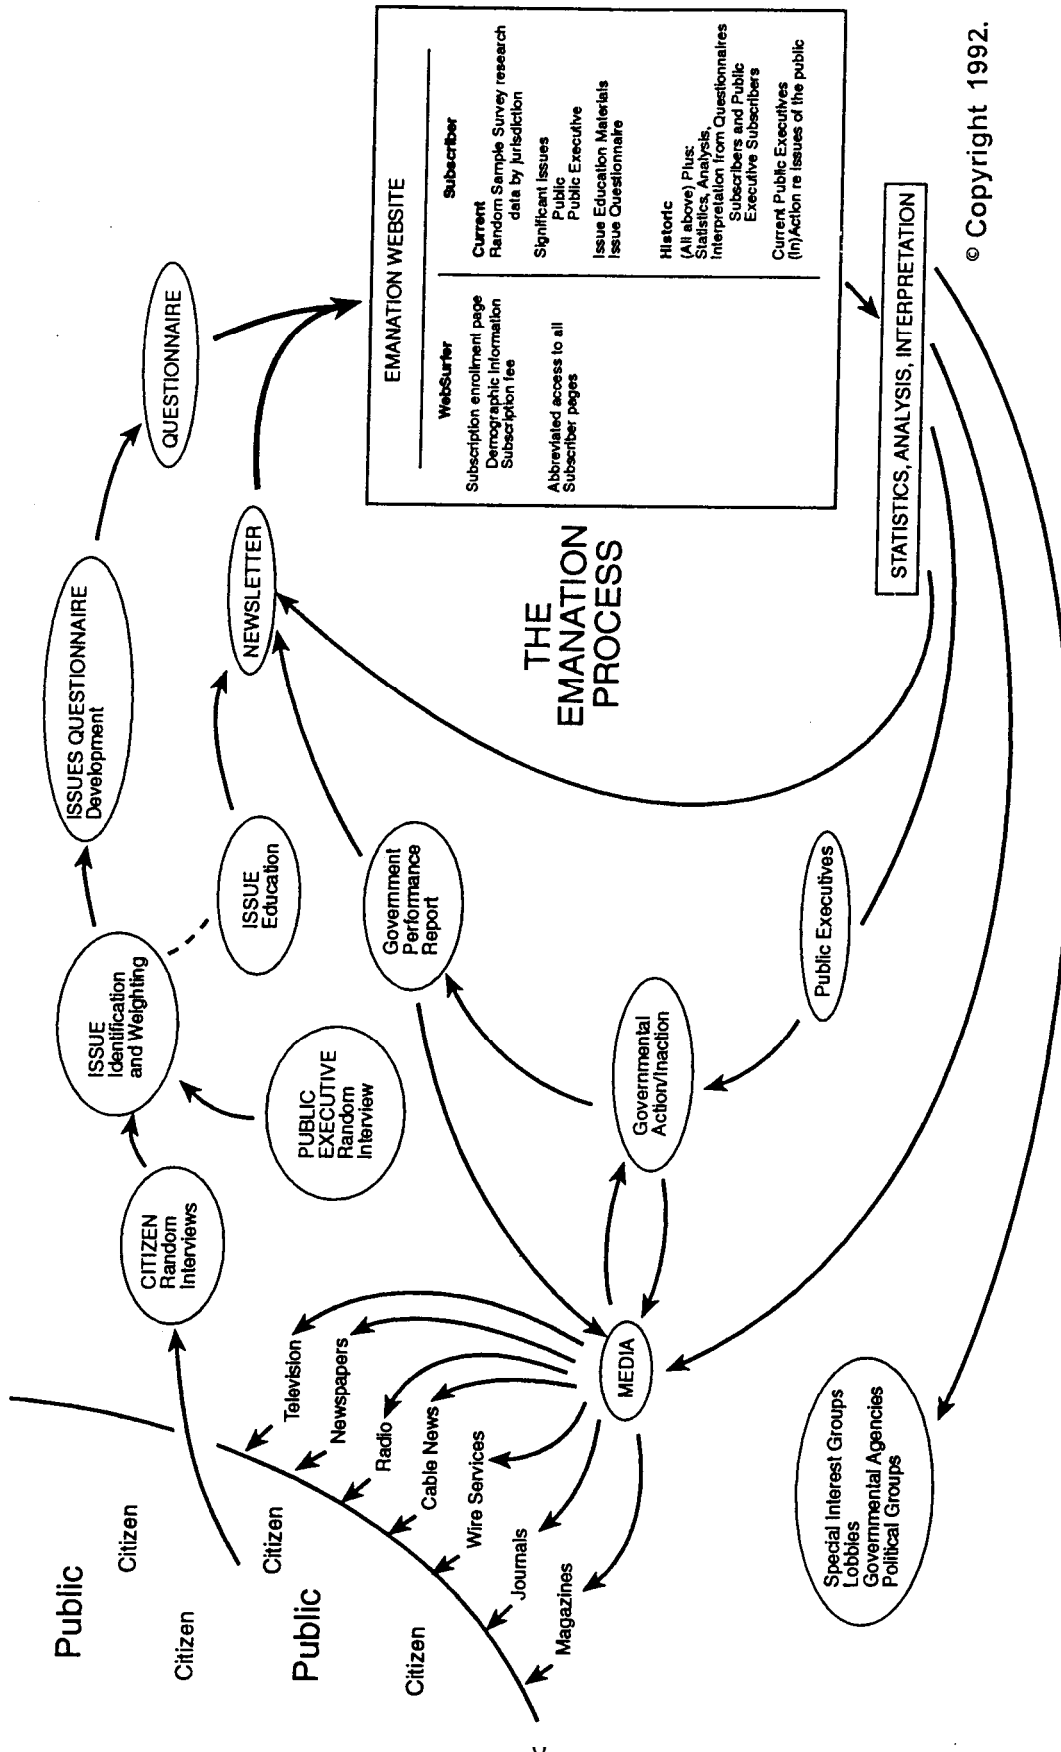 Public
Citizen
Citizen
Public
Citizen
Citizen
CITIZEN
Random
Interviews
PUBLIC
EXECUTIVE
Random
Interview
ISSUE
Identification
and Weighting
ISSUE
Education
ISSUES QUESTIONNAIRE
Development
QUESTIONNAIRE
NEWSLETTER
Government
Performance
Report
Television
Newspapers
Radio
Cable News
Wire Services
Journals
Magazines
MEDIA
Governmental
Action/Inaction
Public Executives
Special Interest Groups
Lobbies
Governmental Agencies
Political Groups
THE
EMANATION
PROCESS
EMANATION WEBSITE
WebSurfer
Subscription enrollment page
Demographic Information
Subscription fee
Abbreviated access to all
Subscriber pages
Subscriber
Current
Random Sample Survey research
data by jurisdiction
Significant Issues
Public
Public Executive
Issue Education Materials
Issue Questionnaire
Historic
(All above) Plus:
Statistics, Analysis,
Interpretation from Questionnaires
Subscribers and Public
Executive Subscribers
Current Public Executives
(In)Action re Issues of the public
STATISTICS, ANALYSIS, INTERPRETATION
© Copyright 1992.